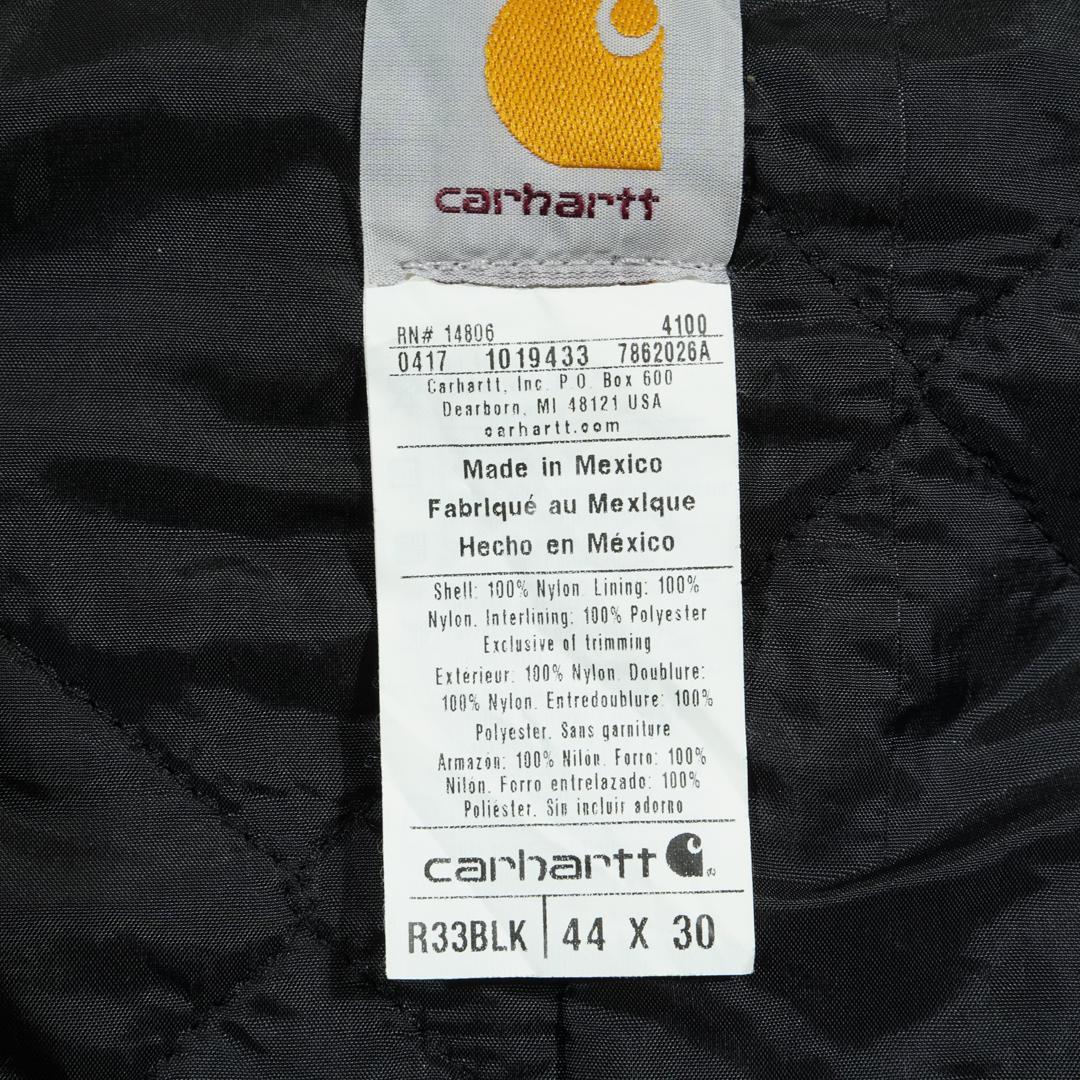 carhartt
RN# 14806 4100
0417 1019433 7862026A
Carhartt, Inc. P.O. Box 600
Dearborn, MI 48121 USA
carhartt.com
Made in Mexico
Fabriqué au Mexique
Hecho en México
Shell: 100% Nylon. Lining: 100%
Nylon. Interlining: 100% Polyester
Exclusive of trimming
Extérieur: 100% Nylon. Doublure:
100% Nylon. Entredoublure: 100%
Polyester. Sans garniture
Armazón: 100% Nilón. Forro: 100%
Nilón. Forro entrelazado: 100%
Poliéster. Sin incluir adorno
carhartt
R33BLK 44 X 30